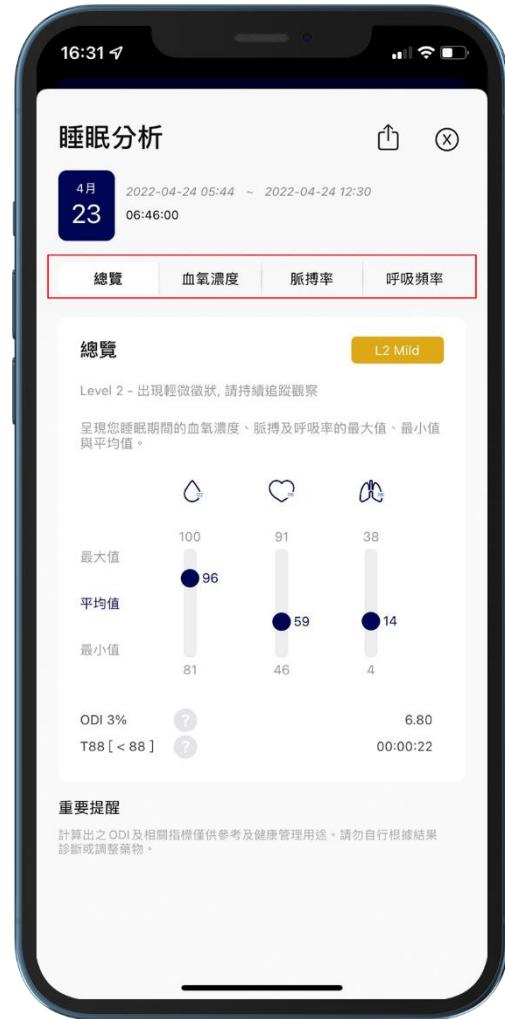 16:31
睡眠分析
4月
23
2022-04-24 05:44 ~ 2022-04-24 12:30
06:46:00
總覽 血氧濃度 脈搏率 呼吸頻率
總覽 L2 Mild
Level 2 - 出現輕微徵狀, 請持續追蹤觀察
呈現您睡眠期間的血氧濃度、脈搏及呼吸率的最大值、最小值
與平均值。
100 91 38
最大值
96
平均值
59 14
最小值
81 46 4
ODI 3% ? 6.80
T88 [ < 88 ] ? 00:00:22
重要提醒
計算出之 ODI 及相關指標僅供參考及健康管理用途。請勿自行根據結果
診斷或調整藥物。